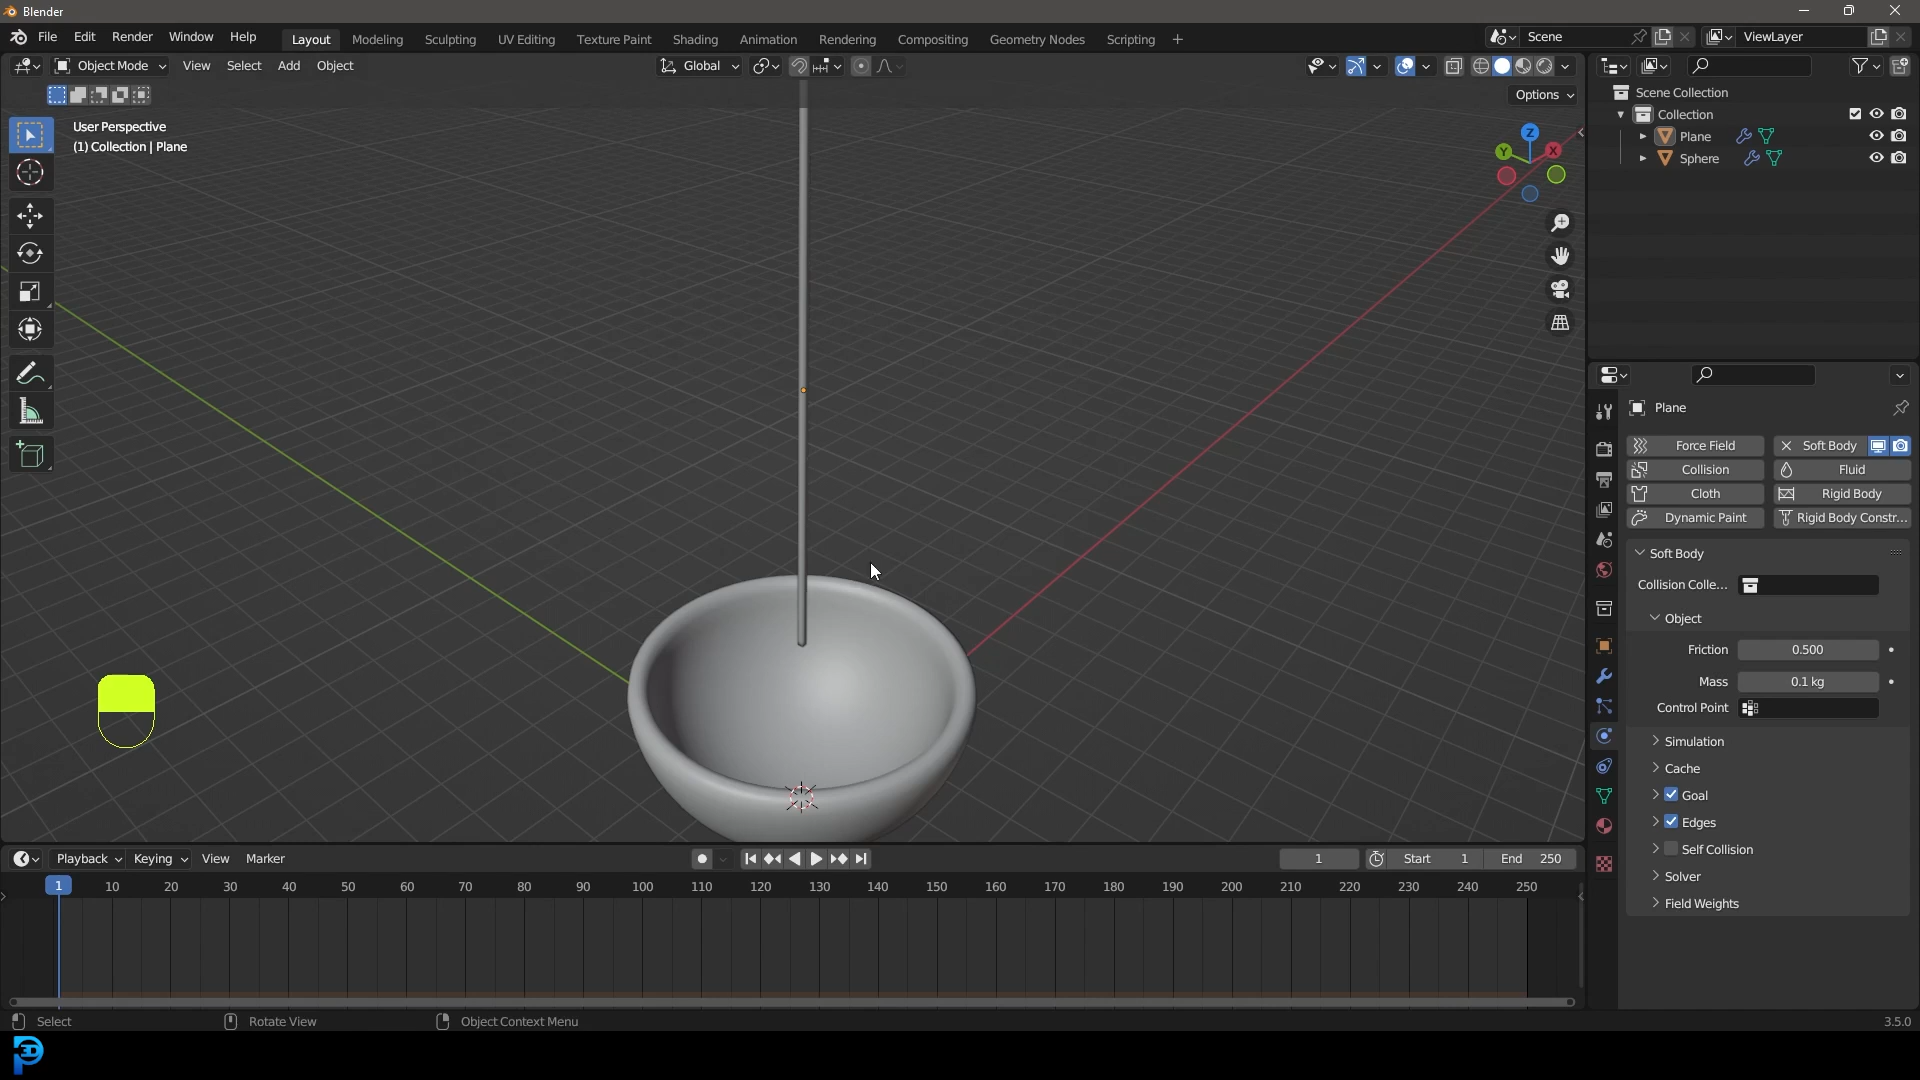 Blender
File Edit Render Window Help Layout Modeling Sculpting UV Editing Texture Paint Shading Animation Rendering Compositing Geometry Nodes Scripting + Scene ViewLayer
Object Mode View Select Add Object Global
Options
User Perspective
(1) Collection | Plane
Z
Y
X
Scene Collection
Collection
Plane
Sphere
Plane
Force Field Soft Body
Collision Fluid
Cloth Rigid Body
Dynamic Paint Rigid Body Constr...
Soft Body
Collision Colle...
Object
Friction 0.500
Mass 0.1 kg
Control Point
Simulation
Cache
Goal
Edges
Self Collision
Solver
Field Weights
Playback Keying View Marker 1 Start 1 End 250
1 10 20 30 40 50 60 70 80 90 100 110 120 130 140 150 160 170 180 190 200 210 220 230 240 250
Select Rotate View Object Context Menu 3.5.0
3D